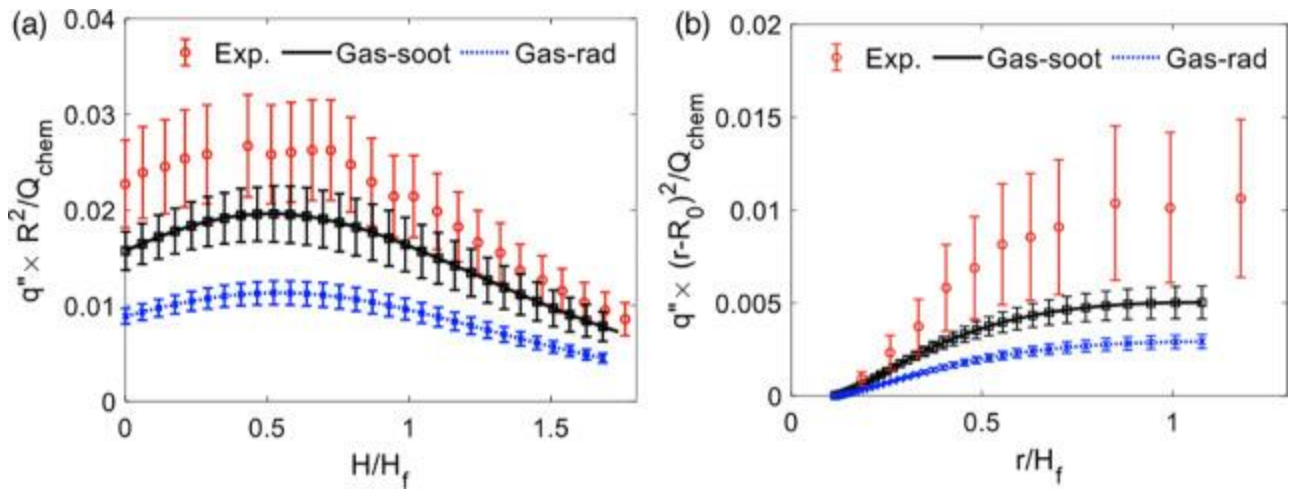 (a)
0.04
Exp. Gas-soot Gas-rad
0.03
0.02
0.01
0
q" × R²/Q_chem
0 0.5 1 1.5
H/H_f
(b)
0.02
Exp. Gas-soot Gas-rad
0.015
0.01
0.005
0
q" × (r-R_0)²/Q_chem
0 0.5 1
r/H_f